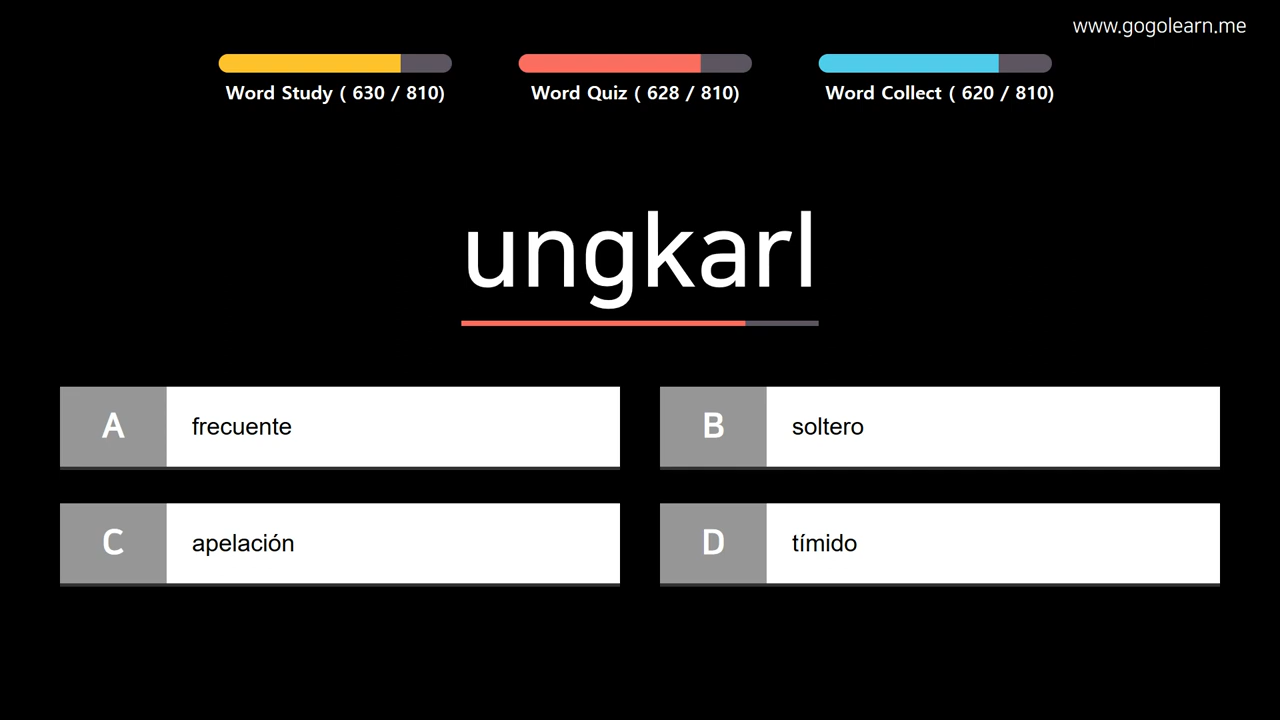 www.gogolearn.me
Word Study ( 630 / 810)
Word Quiz ( 628 / 810)
Word Collect ( 620 / 810)
ungkarl
A frecuente
B soltero
C apelación
D tímido